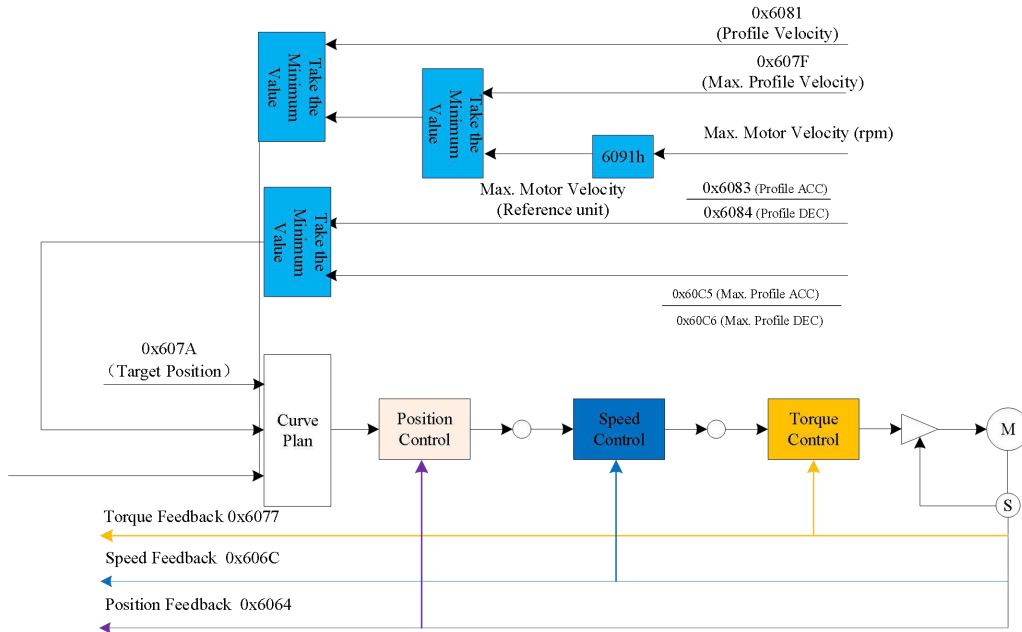 0x6081
(Profile Velocity)
0x607F
(Max. Profile Velocity)
Take the
Minimum
Value
Take the
Minimum
Value
Max. Motor Velocity (rpm)
6091h
Max. Motor Velocity
(Reference unit)
0x6083 (Profile ACC)
0x6084 (Profile DEC)
Take the
Minimum
Value
0x60C5 (Max. Profile ACC)
0x60C6 (Max. Profile DEC)
0x607A
（Target Position）
Curve
Plan
Position
Control
Speed
Control
Torque
Control
M
S
Torque Feedback 0x6077
Speed Feedback 0x606C
Position Feedback 0x6064